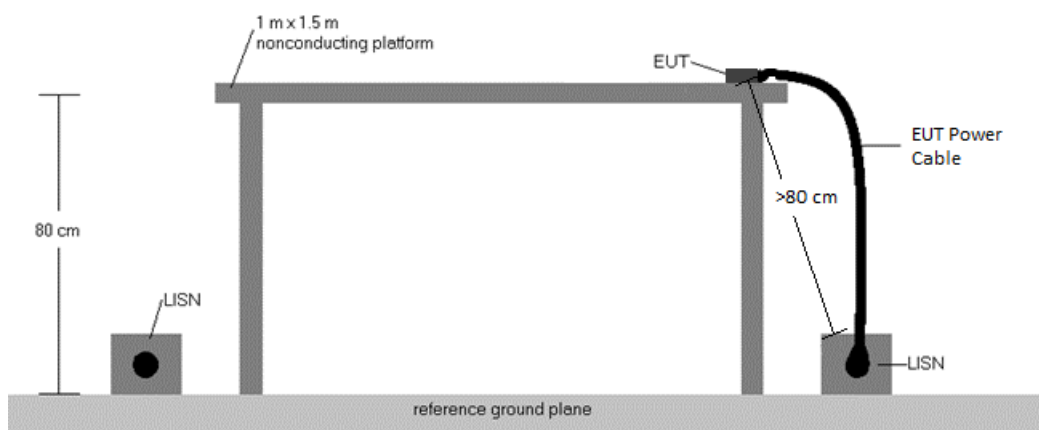 1 m x 1.5 m
nonconducting platform
EUT
EUT Power
Cable
>80 cm
80 cm
LISN
LISN
reference ground plane